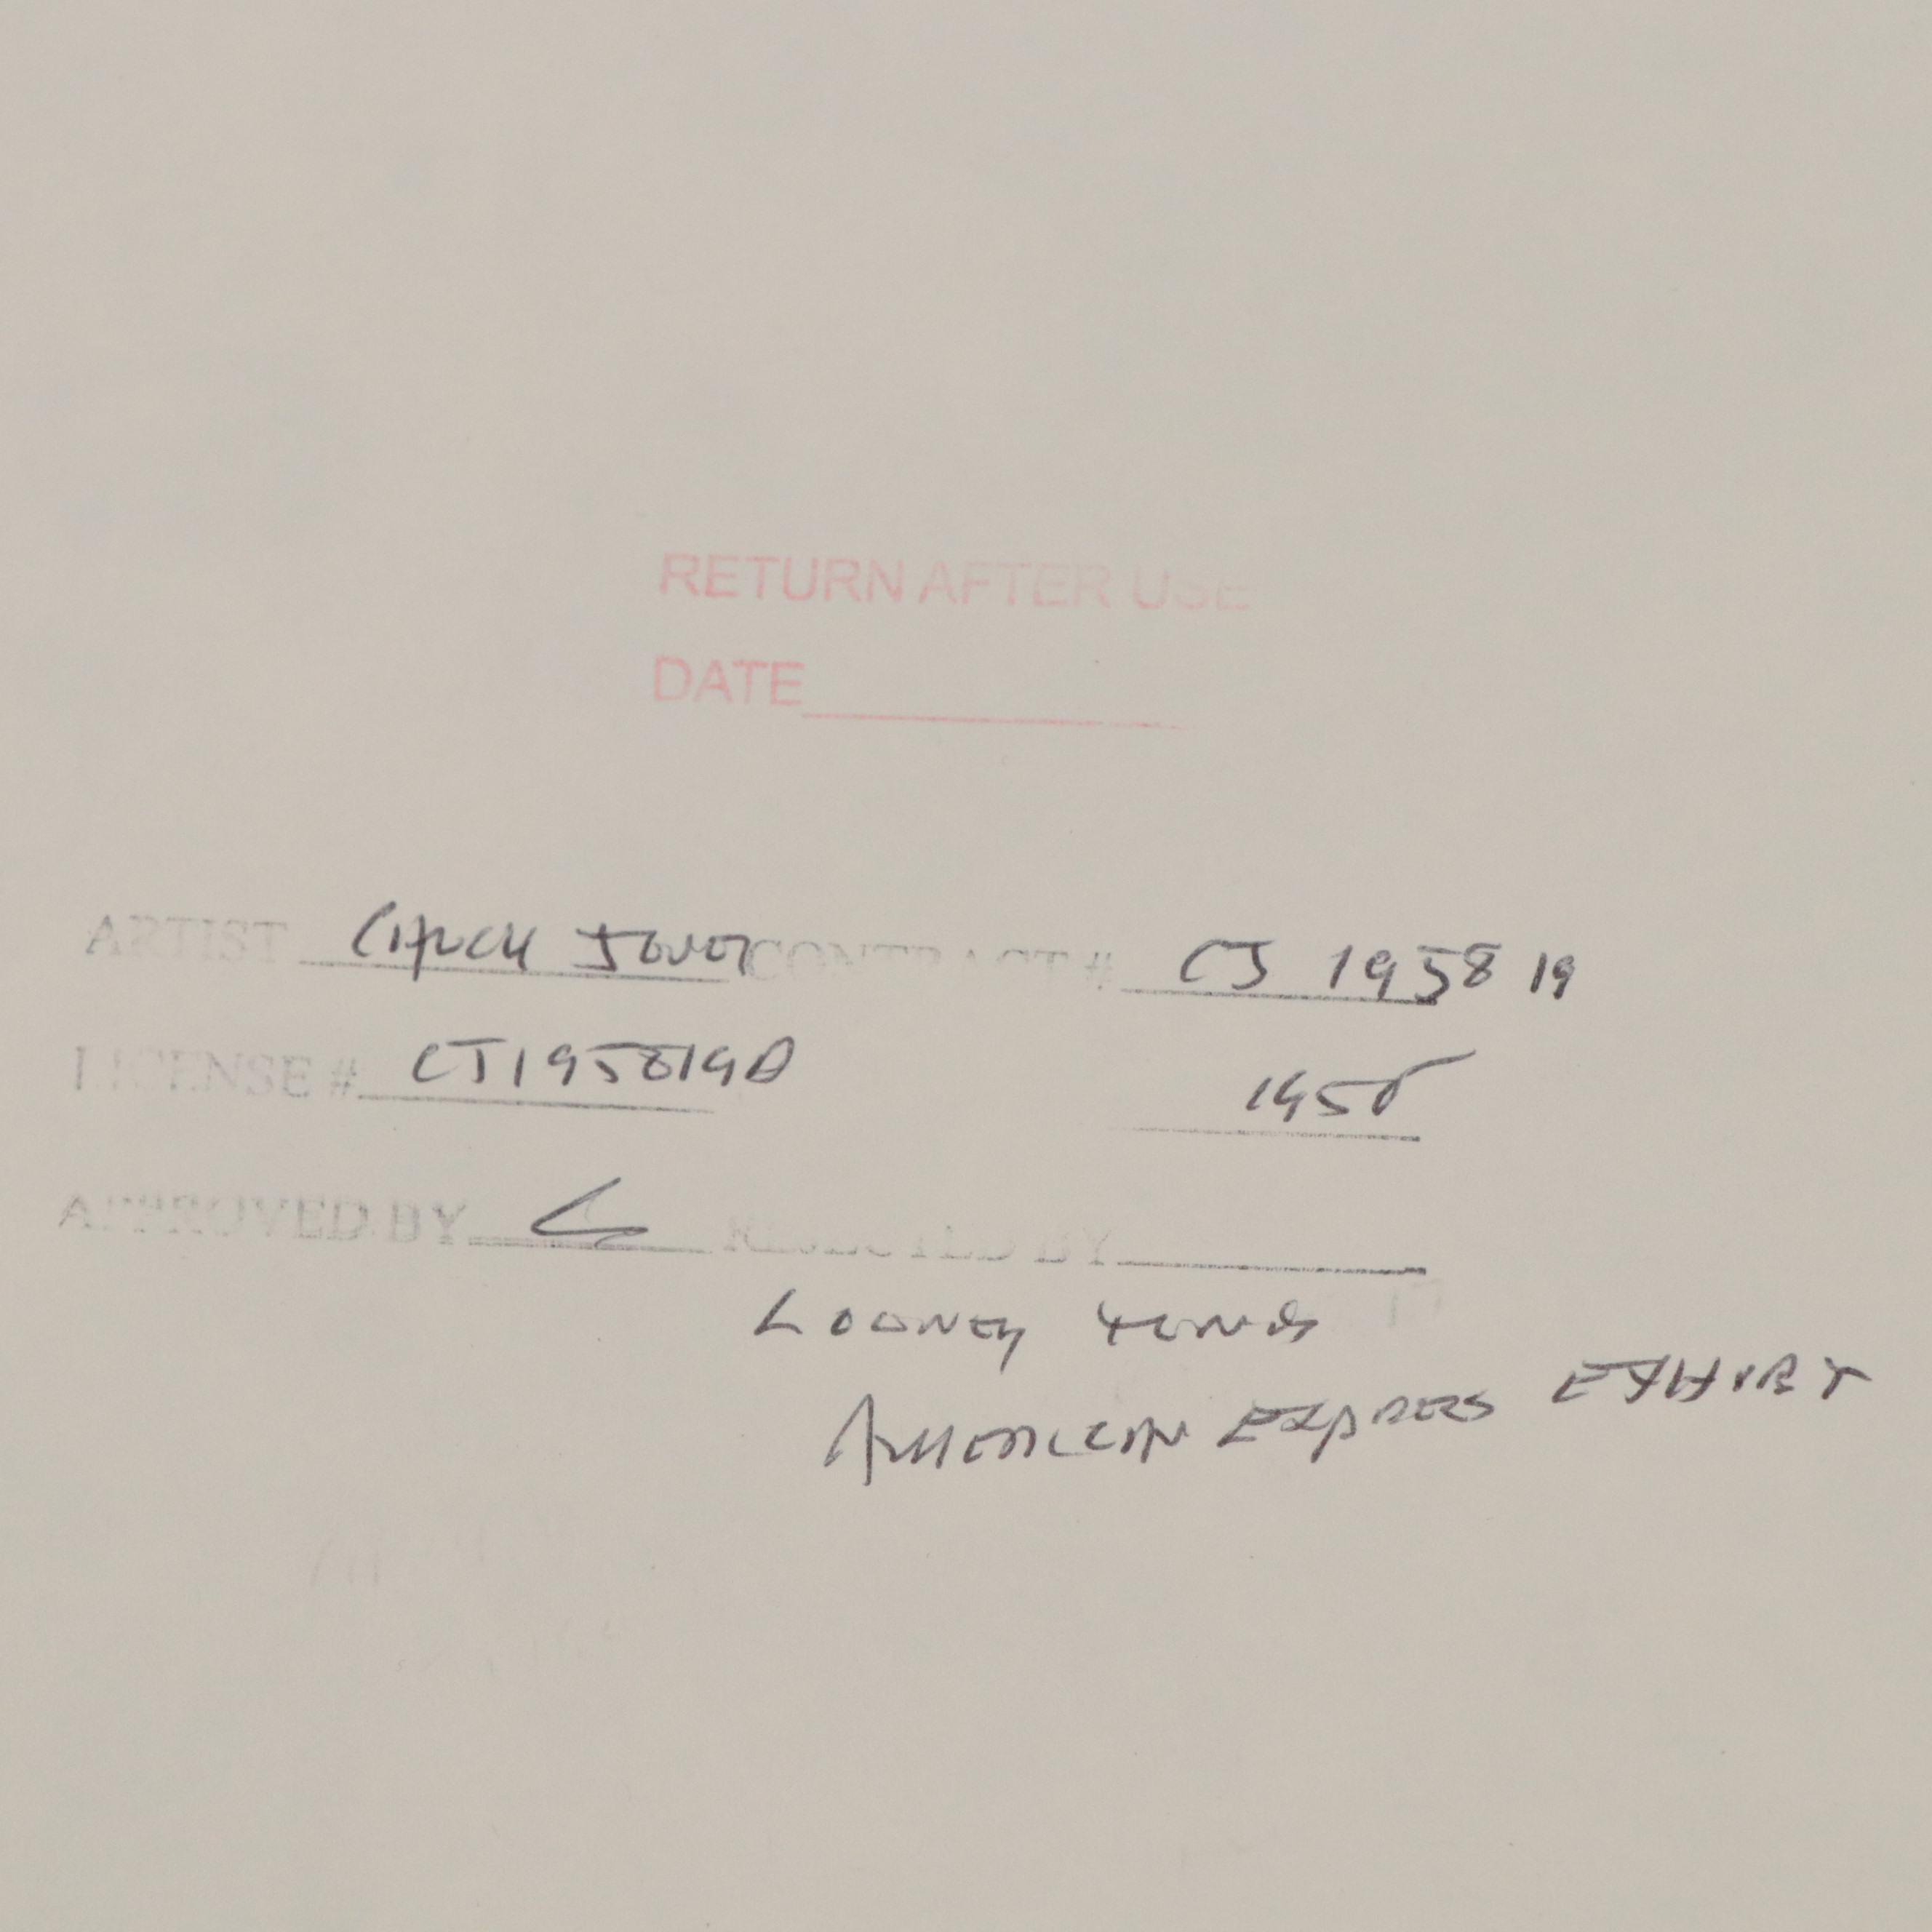 RETURN AFTER USE
DATE
ARTIST CHUCK JONES CONTRACT # CJ 1958 19
LICENSE # CJ195819A
1958
APPROVED BY REJECTED BY
LOONEY TUNES
AMERICAN EXPRESS EXHIBIT